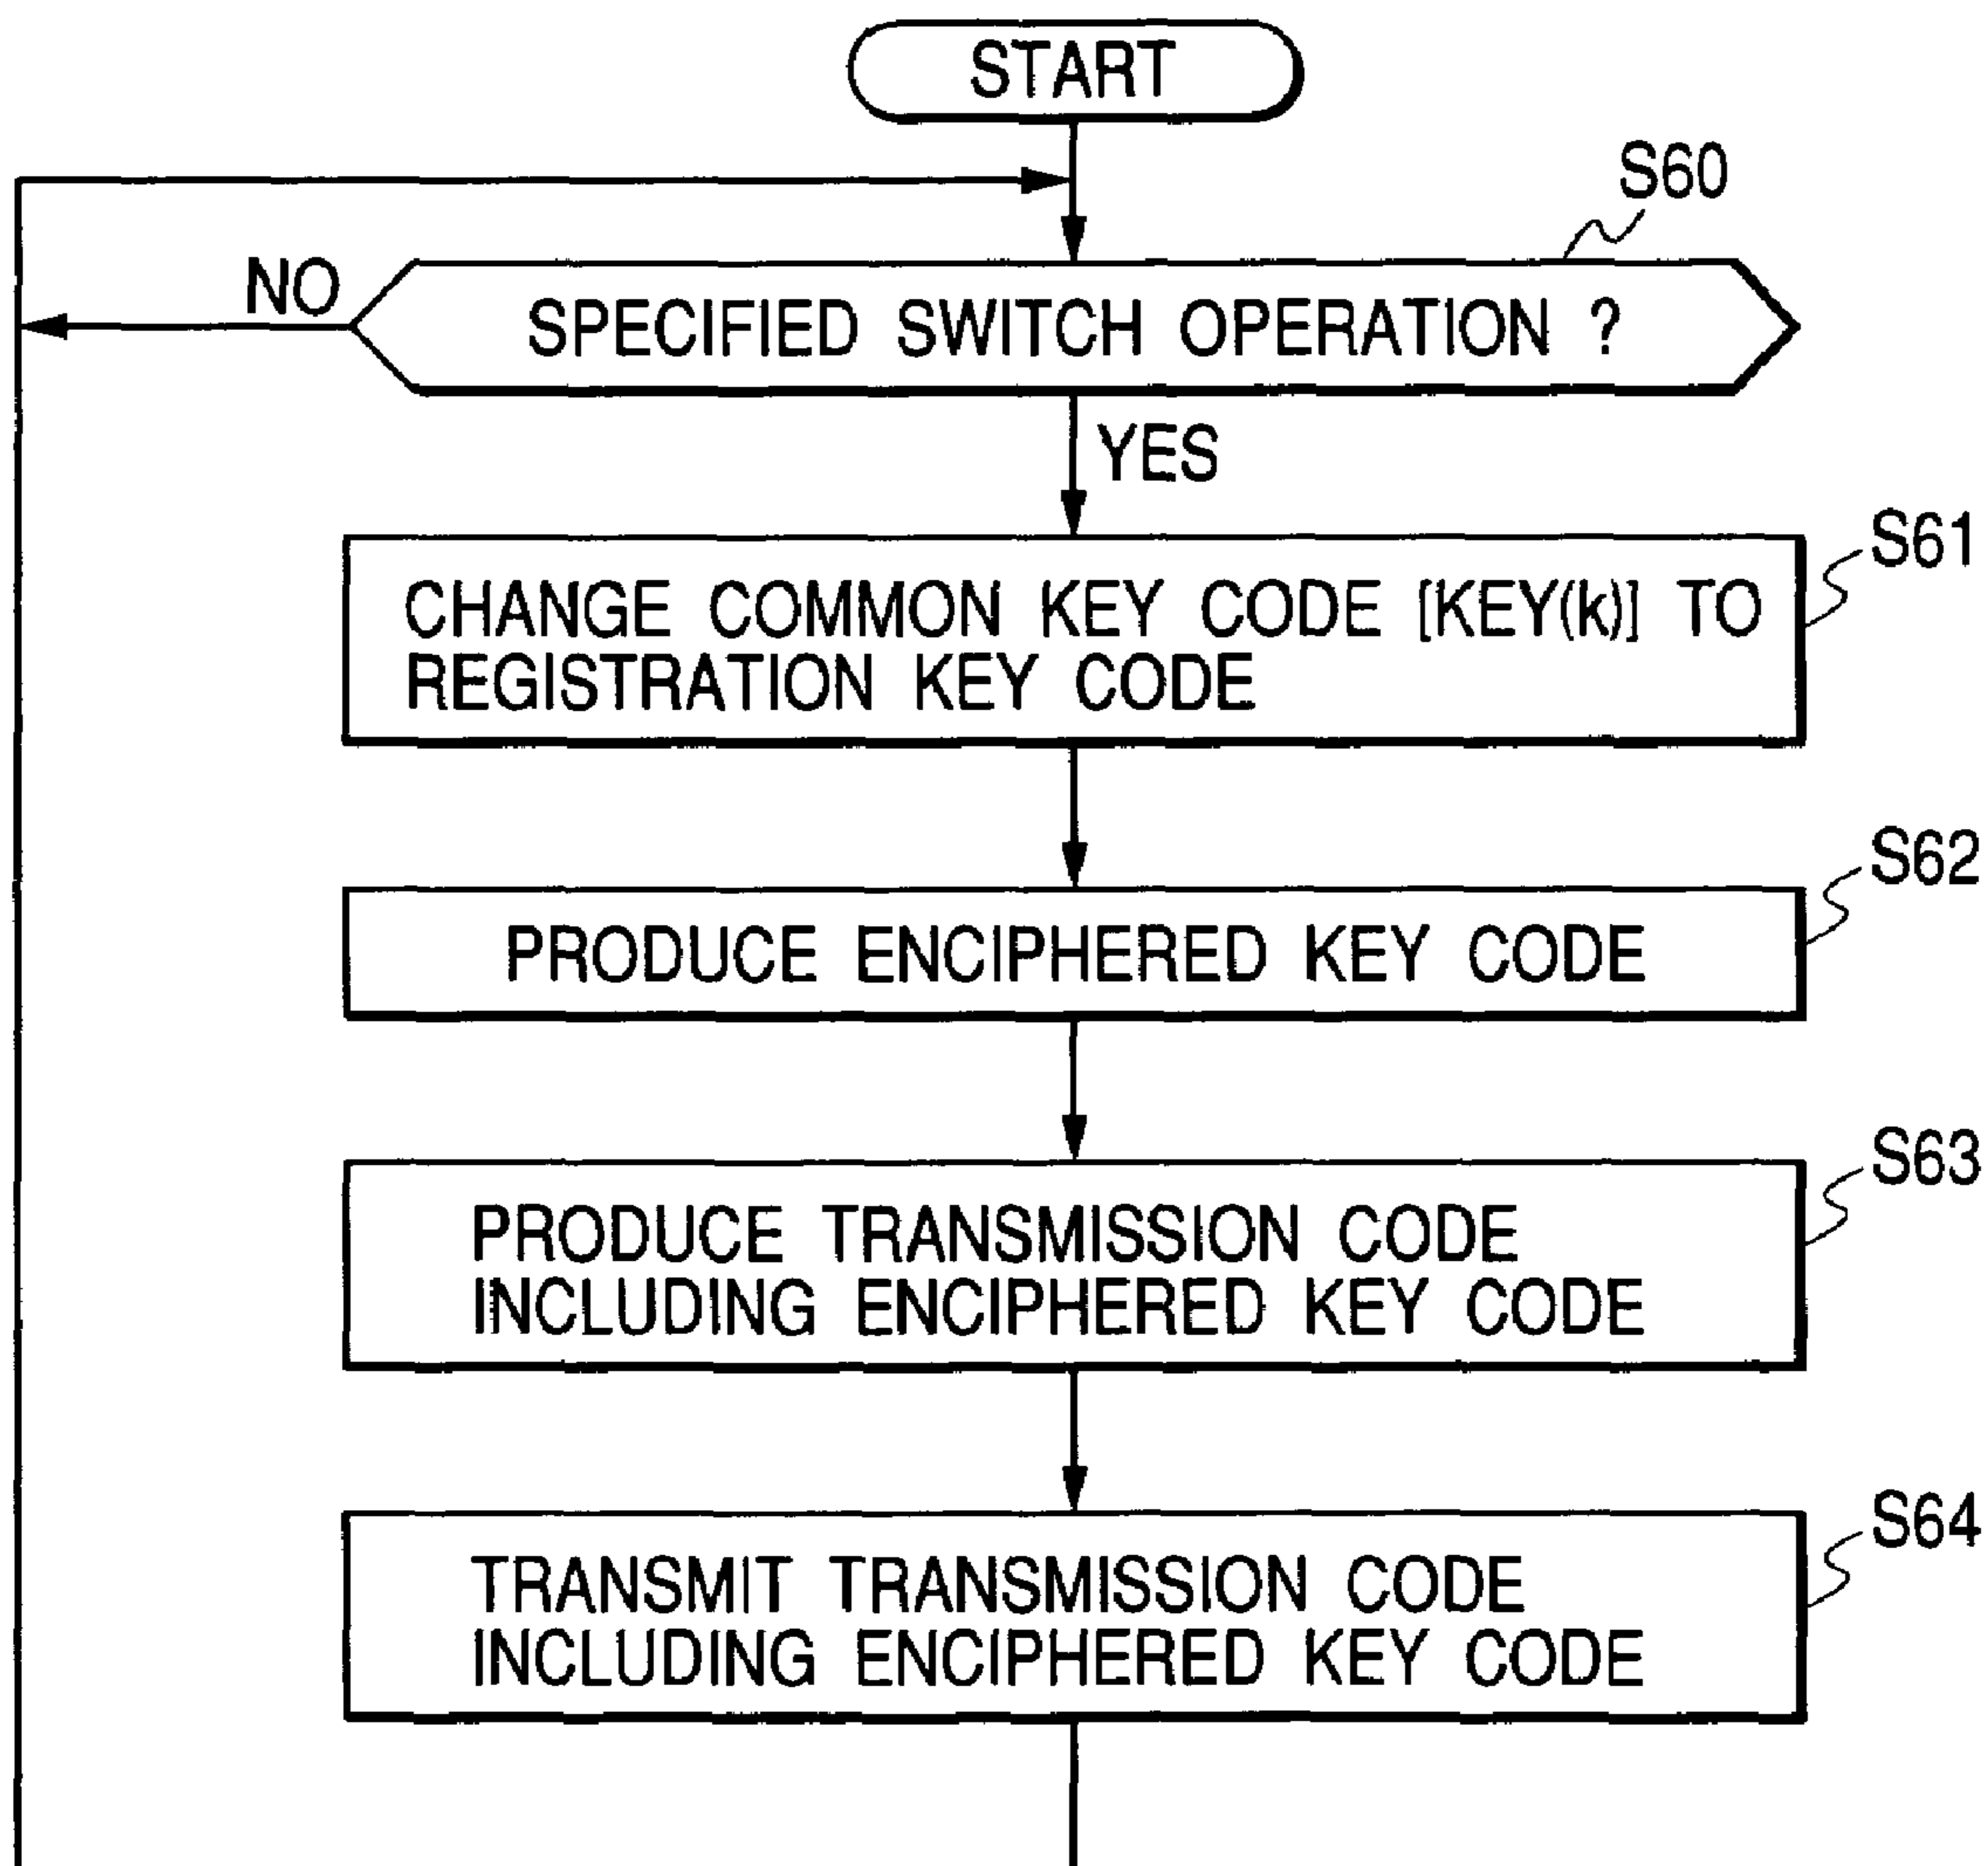 START
S60
NO
SPECIFIED SWITCH OPERATION ?
YES
S61
CHANGE COMMON KEY CODE [KEY(k)] TO
REGISTRATION KEY CODE
S62
PRODUCE ENCIPHERED KEY CODE
S63
PRODUCE TRANSMISSION CODE
INCLUDING ENCIPHERED KEY CODE
S64
TRANSMIT TRANSMISSION CODE
INCLUDING ENCIPHERED KEY CODE